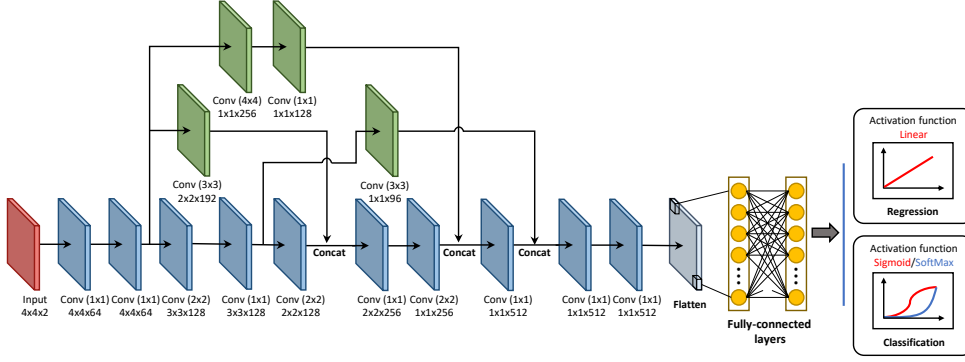 Conv (4x4)
1x1x256
Conv (1x1)
1x1x128
Conv (3x3)
2x2x192
Conv (3x3)
1x1x96
Input
4x4x2
Conv (1x1)
4x4x64
Conv (1x1)
4x4x64
Conv (2x2)
3x3x128
Conv (1x1)
3x3x128
Conv (2x2)
2x2x128
Concat
Conv (1x1)
2x2x256
Conv (2x2)
1x1x256
Concat
Conv (1x1)
1x1x512
Concat
Conv (1x1)
1x1x512
Conv (1x1)
1x1x512
Flatten
Fully-connected
layers
Activation function
Linear
Regression
Activation function
Sigmoid/SoftMax
Classification